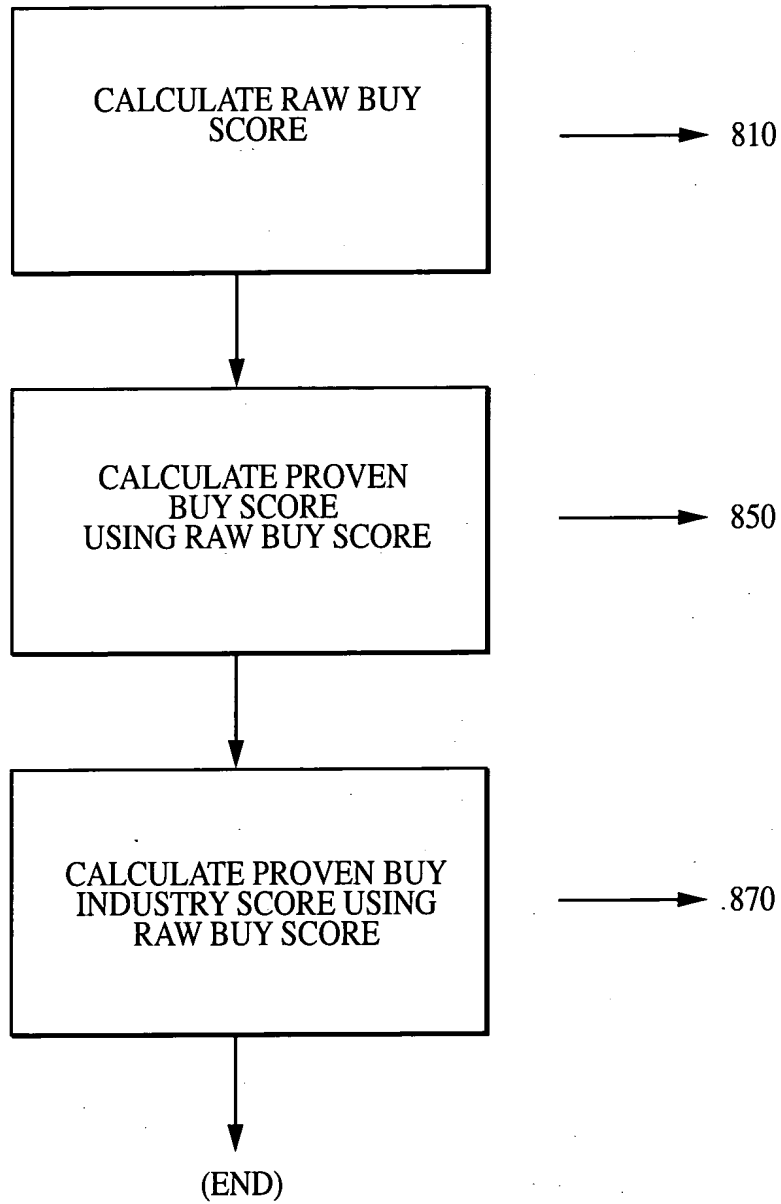 CALCULATE RAW BUY
SCORE
810
CALCULATE PROVEN
BUY SCORE
USING RAW BUY SCORE
850
CALCULATE PROVEN BUY
INDUSTRY SCORE USING
RAW BUY SCORE
870
(END)